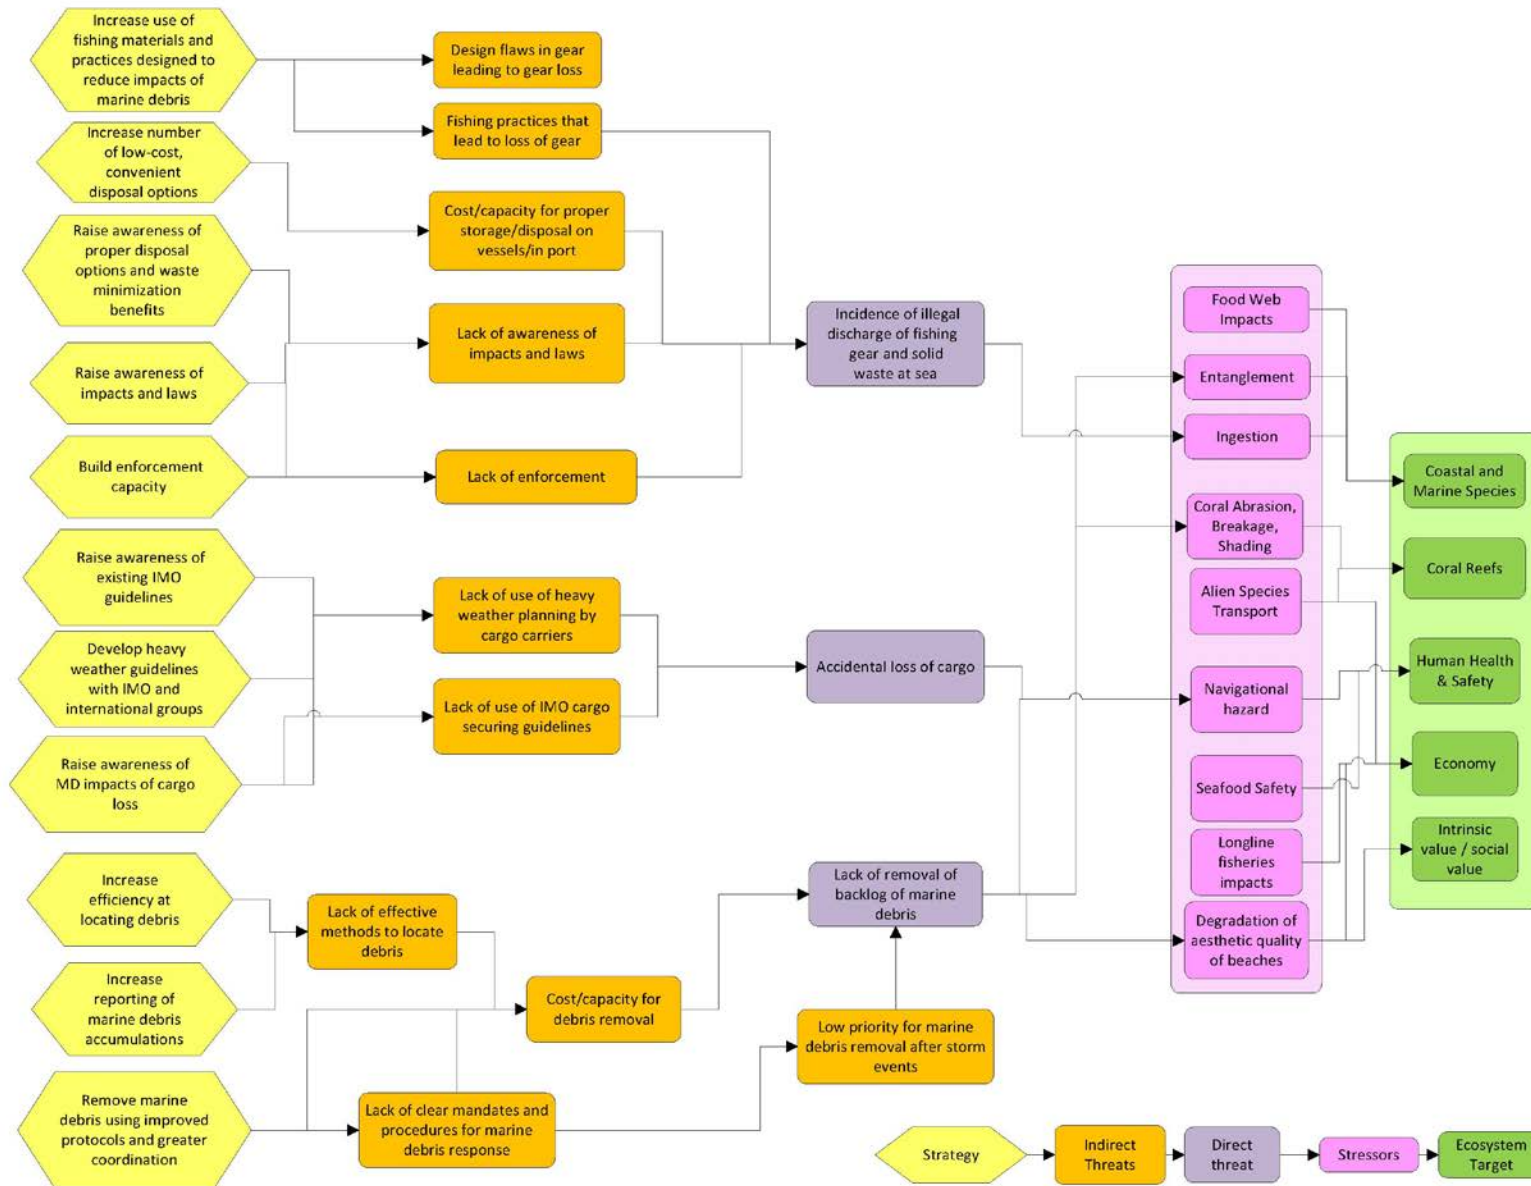 Increase use of
fishing materials and
practices designed to
reduce impacts of
marine debris
Increase number
of low-cost,
convenient
disposal options
Raise awareness of
proper disposal
options and waste
minimization
benefits
Raise awareness of
impacts and laws
Build enforcement
capacity
Raise awareness of
existing IMO
guidelines
Develop heavy
weather guidelines
with IMO and
international groups
Raise awareness of
MD impacts of cargo
loss
Increase
efficiency at
locating debris
Increase
reporting of
marine debris
accumulations
Remove marine
debris using improved
protocols and greater
coordination
Design flaws in gear
leading to gear loss
Fishing practices that
lead to loss of gear
Cost/capacity for proper
storage/disposal on
vessels/in port
Lack of awareness of
impacts and laws
Lack of enforcement
Lack of use of heavy
weather planning by
cargo carriers
Lack of use of IMO cargo
securing guidelines
Lack of effective
methods to locate
debris
Cost/capacity for
debris removal
Lack of clear mandates and
procedures for marine
debris response
Low priority for marine
debris removal after storm
events
Incidence of illegal
discharge of fishing
gear and solid
waste at sea
Accidental loss of cargo
Lack of removal of
backlog of marine
debris
Food Web
Impacts
Entanglement
Ingestion
Coral Abrasion,
Breakage,
Shading
Alien Species
Transport
Navigational
hazard
Seafood Safety
Longline
fisheries
impacts
Degradation of
aesthetic quality
of beaches
Coastal and
Marine Species
Coral Reefs
Human Health
& Safety
Economy
Intrinsic
value / social
value
Strategy
Indirect
Threats
Direct
threat
Stressors
Ecosystem
Target